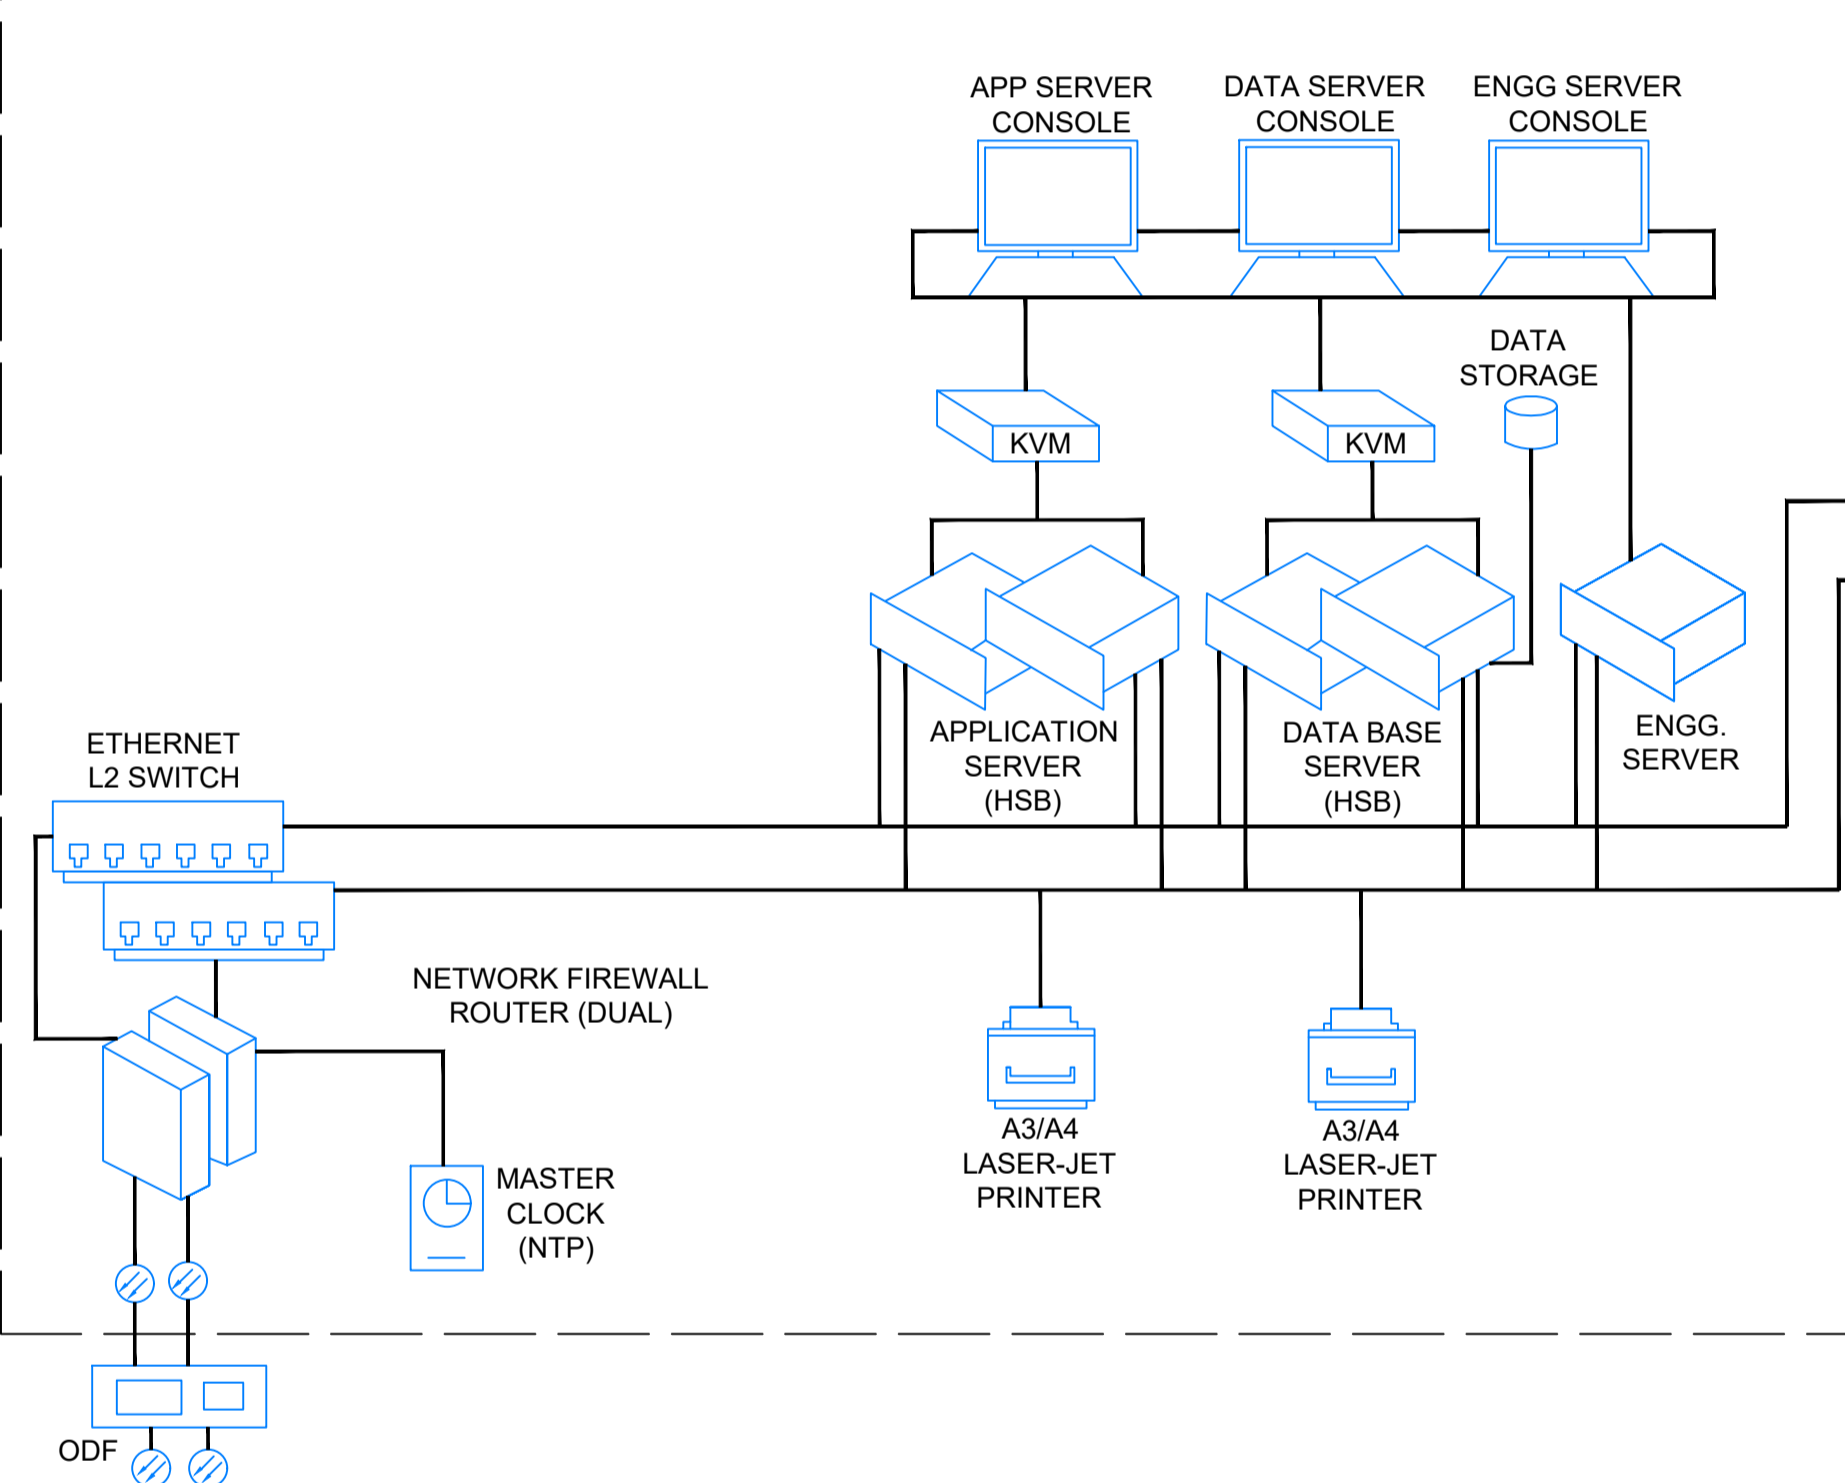 APP SERVER
CONSOLE
DATA SERVER
CONSOLE
ENGG SERVER
CONSOLE
DATA
STORAGE
KVM
KVM
APPLICATION
SERVER
(HSB)
DATA BASE
SERVER
(HSB)
ENGG.
SERVER
ETHERNET
L2 SWITCH
NETWORK FIREWALL
ROUTER (DUAL)
MASTER
CLOCK
(NTP)
A3/A4
LASER-JET
PRINTER
A3/A4
LASER-JET
PRINTER
ODF